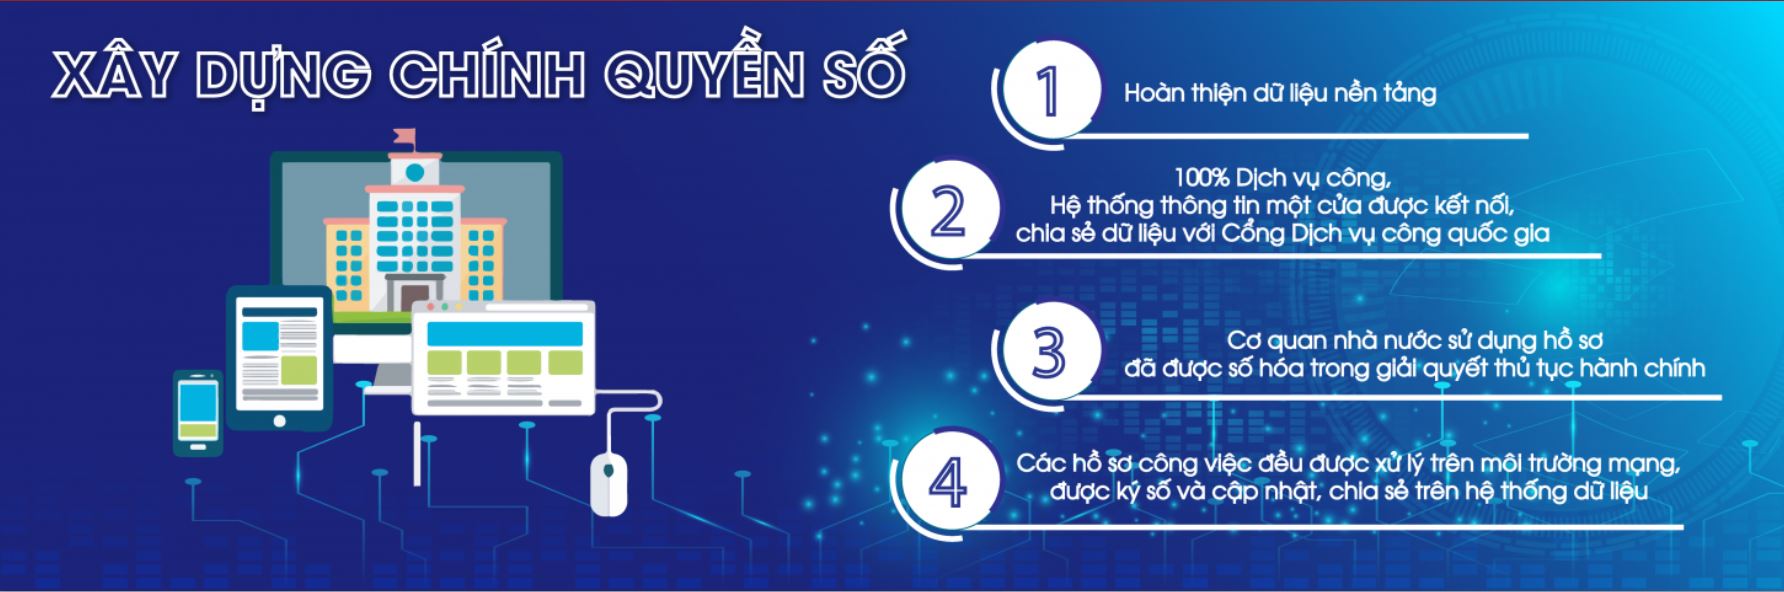 XÂY DỰNG CHÍNH QUYỀN SỐ
1
Hoàn thiện dữ liệu nền tảng
2
100% Dịch vụ công,
Hệ thống thông tin một cửa được kết nối,
chia sẻ dữ liệu với Cổng Dịch vụ công quốc gia
3
Cơ quan nhà nước sử dụng hồ sơ
đã được số hóa trong giải quyết thủ tục hành chính
4
Các hồ sơ công việc đều được xử lý trên môi trường mạng,
được ký số và cập nhật, chia sẻ trên hệ thống dữ liệu